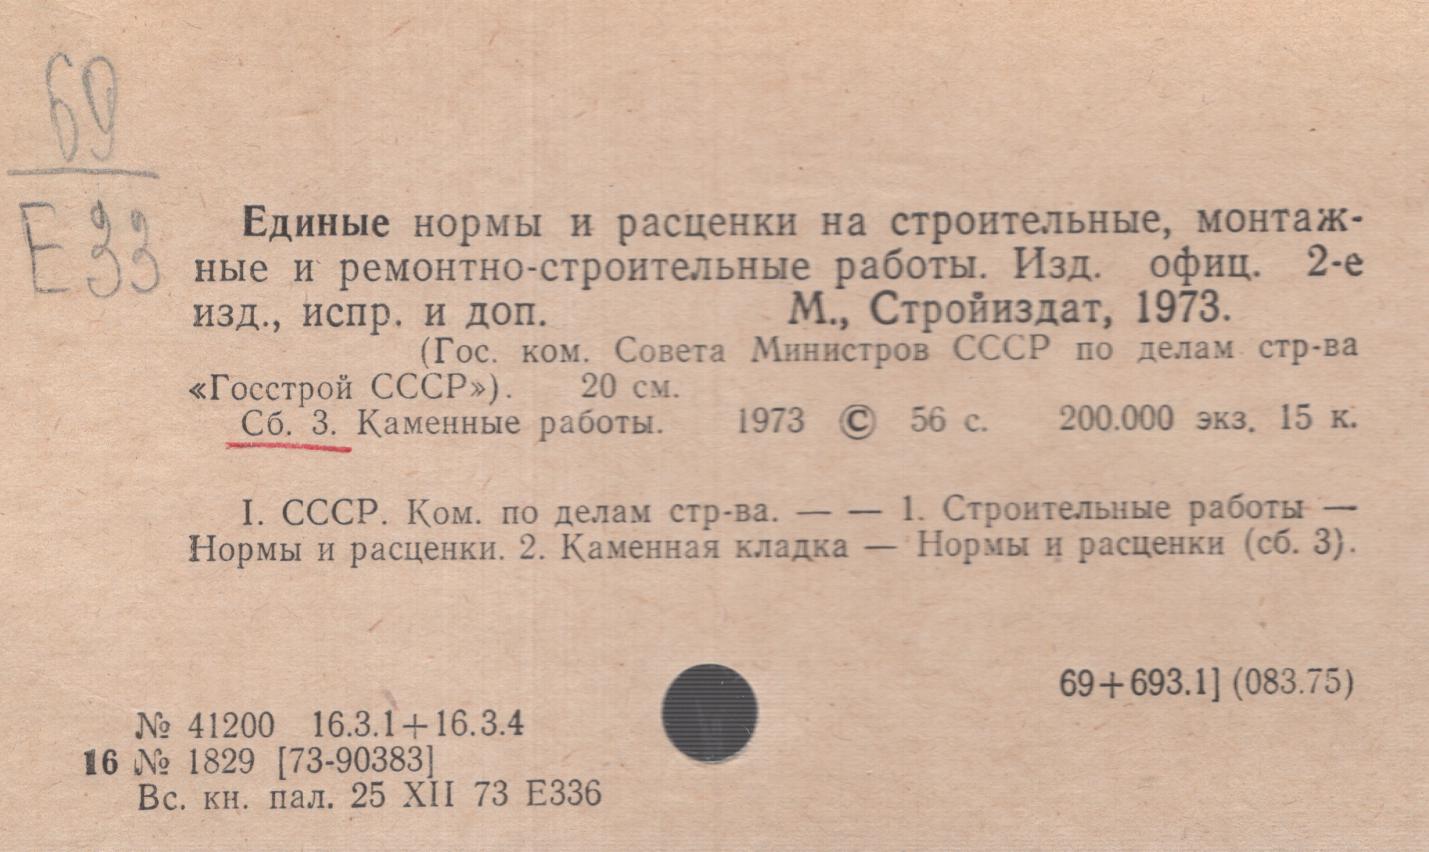 69
Е33
Единые нормы и расценки на строительные, монтаж-
ные и ремонтно-строительные работы. Изд. офиц. 2-е
изд., испр. и доп. М., Стройиздат, 1973.
(Гос. ком. Совета Министров СССР по делам стр-ва
«Госстрой СССР»). 20 см.
Сб. 3. Каменные работы. 1973 © 56 с. 200.000 экз. 15 к.
I. СССР. Ком. по делам стр-ва. — — 1. Строительные работы —
Нормы и расценки. 2. Каменная кладка — Нормы и расценки (сб. 3).
69+693.1] (083.75)
№ 41200 16.3.1+16.3.4
16 № 1829 [73-90383]
Вс. кн. пал. 25 XII 73 Е336